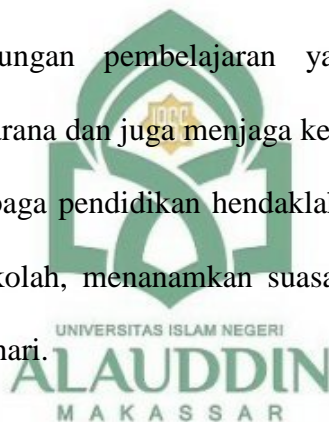 ungan pembelajaran ya
arana dan juga menjaga ke
baga pendidikan hendaklah
kolah, menanamkan suasa
UNIVERSITAS ISLAM NEGERI
hari.
ALAUDDIN
MAKASSAR